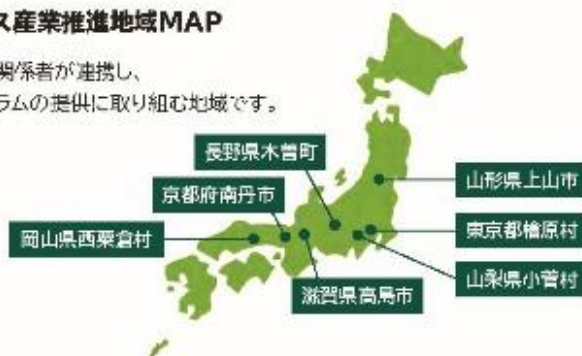 ス産業推進地域MAP
関係者が連携し、
ラムの提供に取り組む地域です。
長野県木曽町
京都府南丹市
岡山県西粟倉村
滋賀県高島市
山形県上山市
東京都檜原村
山梨県小菅村